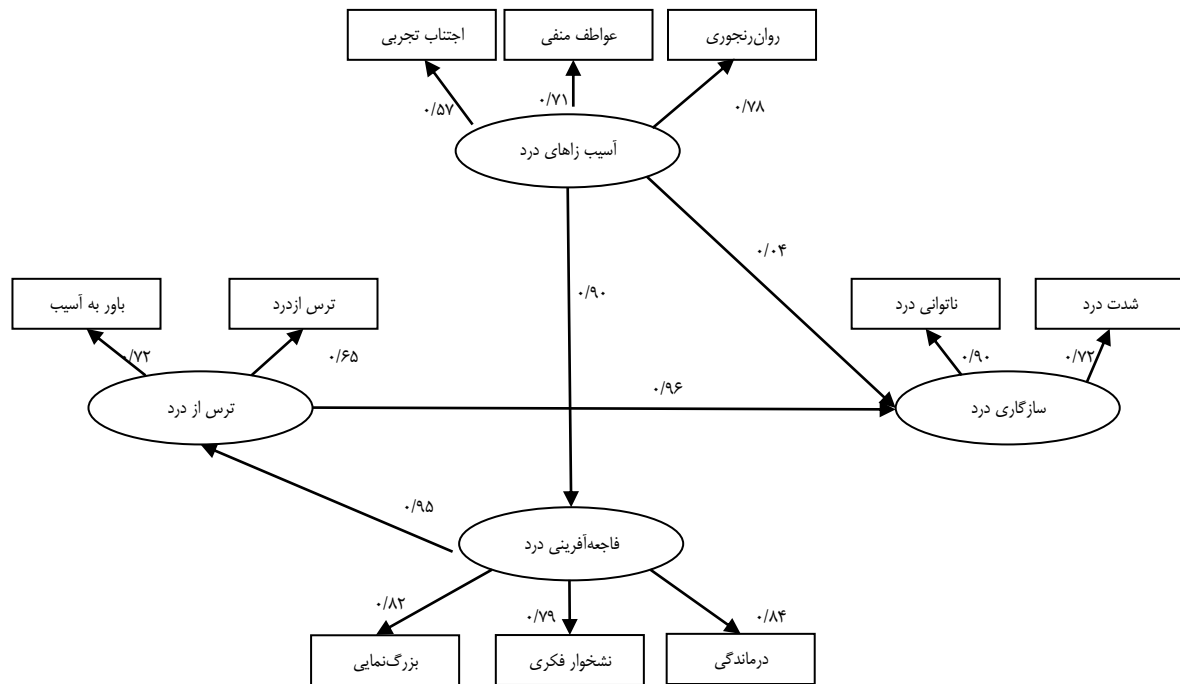 روان‌رنجوری
عواطف منفی
اجتناب تجربی
۰/۷۸
۰/۷۱
۰/۵۷
آسیب زاهای درد
۰/۰۴
۰/۹۰
شدت درد
ناتوانی درد
ترس ازدرد
باور به آسیب
۰/۷۲
۰/۹۰
۰/۶۵
۰/۷۲
۰/۹۶
سازگاری درد
ترس از درد
۰/۹۵
فاجعه‌آفرینی درد
۰/۸۴
۰/۷۹
۰/۸۲
درماندگی
نشخوار فکری
بزرگ‌نمایی